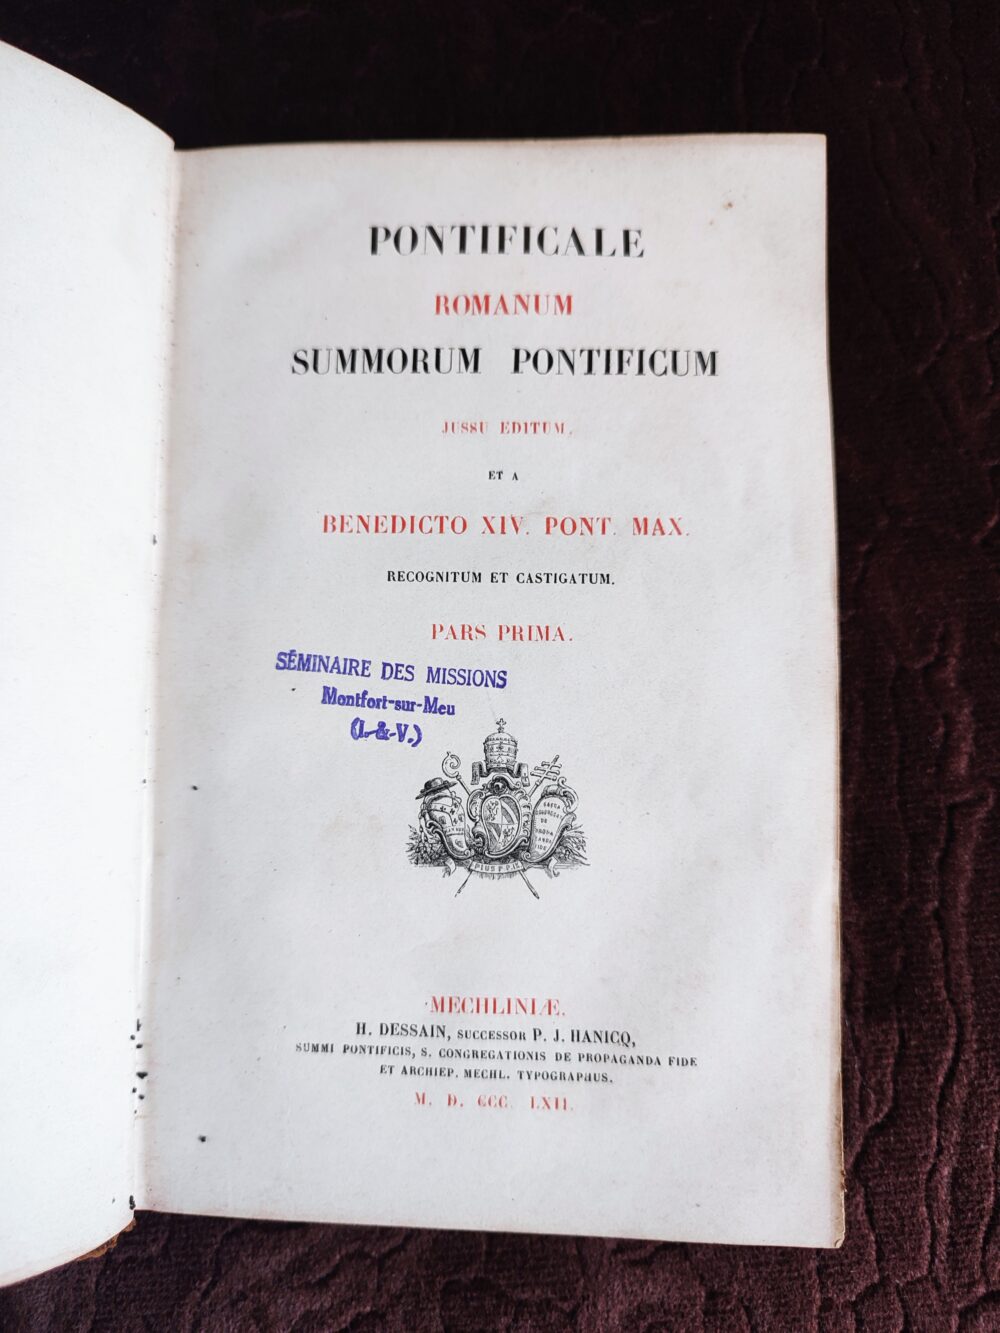 PONTIFICALE
ROMANUM
SUMMORUM PONTIFICUM
JUSSU EDITUM,
ET A
BENEDICTO XIV. PONT. MAX.
RECOGNITUM ET CASTIGATUM.
PARS PRIMA.
SÉMINAIRE DES MISSIONS
Montfort-sur-Meu
(I.-&-V.)
PIUS P.P. IX
MECHLINIÆ.
H. DESSAIN, SUCCESSOR P. J. HANICQ,
SUMMI PONTIFICIS, S. CONGREGATIONIS DE PROPAGANDA FIDE
ET ARCHIEP. MECHL. TYPOGRAPHUS.
M. D. CCC. LXII.